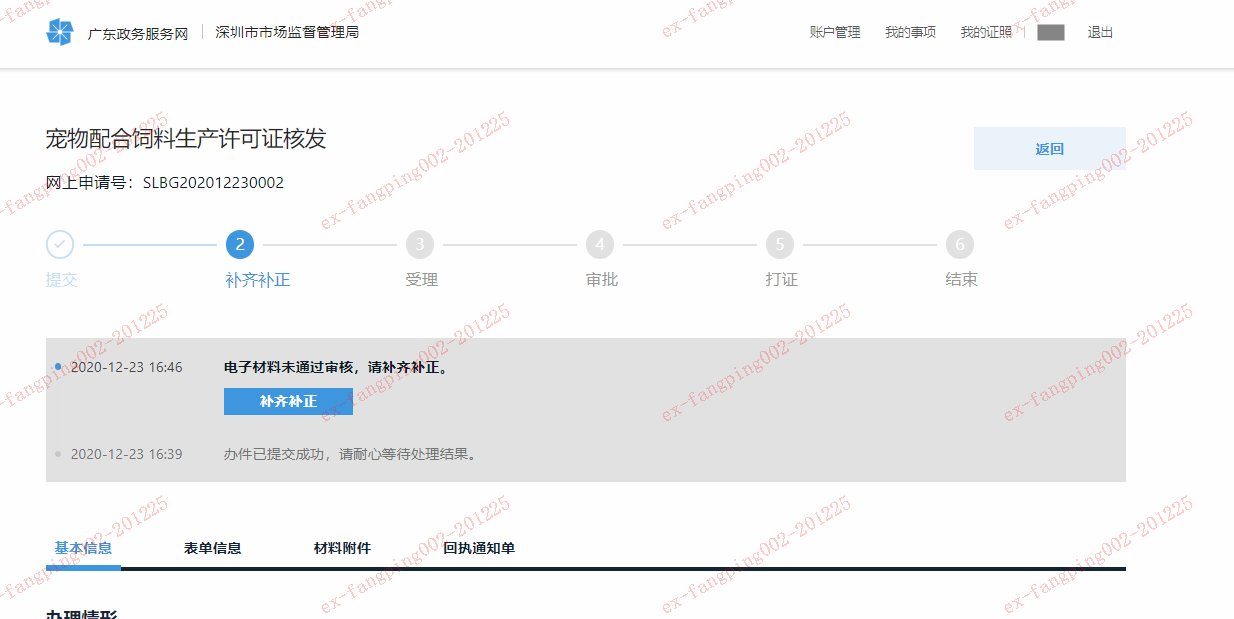 广东政务服务网 深圳市市场监督管理局 账户管理 我的事项 我的证照 退出
宠物配合饲料生产许可证核发
返回
网上申请号：SLBG202012230002
2 3 4 5 6
提交 补齐补正 受理 审批 打证 结束
2020-12-23 16:46 电子材料未通过审核，请补齐补正。
补齐补正
2020-12-23 16:39 办件已提交成功，请耐心等待处理结果。
基本信息 表单信息 材料附件 回执通知单
办理情形
ex-fangping002-201225